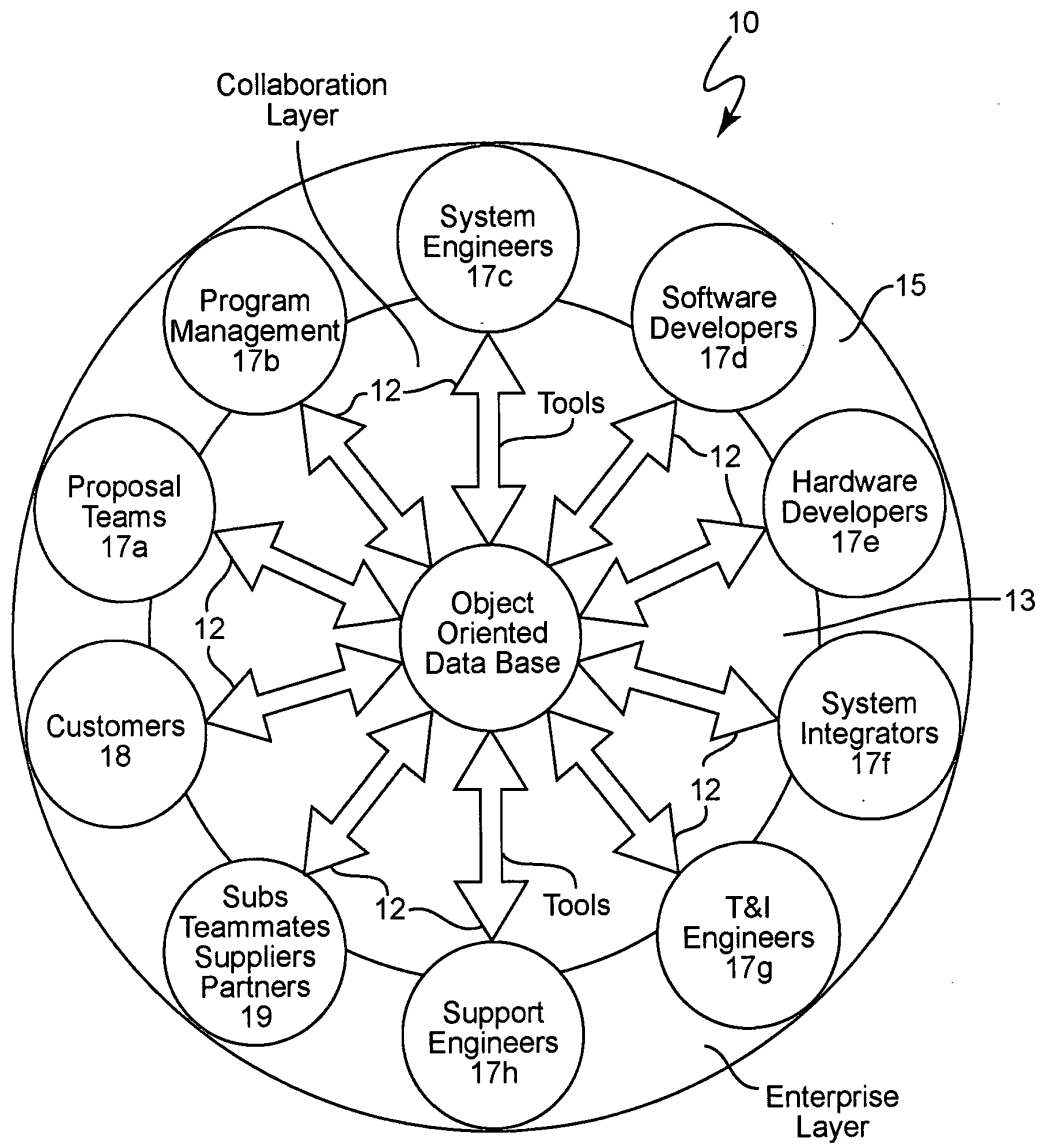 10
Collaboration
Layer
System
Engineers
17c
Program
Management
17b
Software
Developers
17d
15
12
Tools
12
Proposal
Teams
17a
Hardware
Developers
17e
Object
Oriented
Data Base
13
12
Customers
18
System
Integrators
17f
12
12
Subs
Teammates
Suppliers
Partners
19
12
Tools
T&I
Engineers
17g
Support
Engineers
17h
Enterprise
Layer